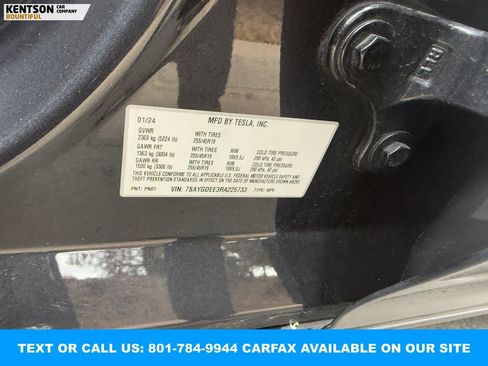 KENTSON CAR COMPANY
BOUNTIFUL
01/24 MFD BY TESLA, INC.
GVWR WITH TIRES
2369 kg (5224 lb) 255/45R19
GAWR FRT WITH TIRES RIM COLD TIRE PRESSURE
1363 kg (3004 lb) 255/45R19 19X9.5J 290 kPa, 42 psi
GAWR RR WITH TIRES RIM COLD TIRE PRESSURE
1500 kg (3306 lb) 255/45R19 19X9.5J 290 kPa, 42 psi
THIS VEHICLE CONFORMS TO ALL APPLICABLE U.S. FEDERAL MOTOR VEHICLE SAFETY AND
THEFT PREVENTION STANDARDS IN EFFECT ON THE DATE OF MANUFACTURE SHOWN ABOVE.
PNT: PN01 VIN: 7SAYGDEE3RA225733 TYPE: MPV
TEXT OR CALL US: 801-784-9944 CARFAX AVAILABLE ON OUR SITE